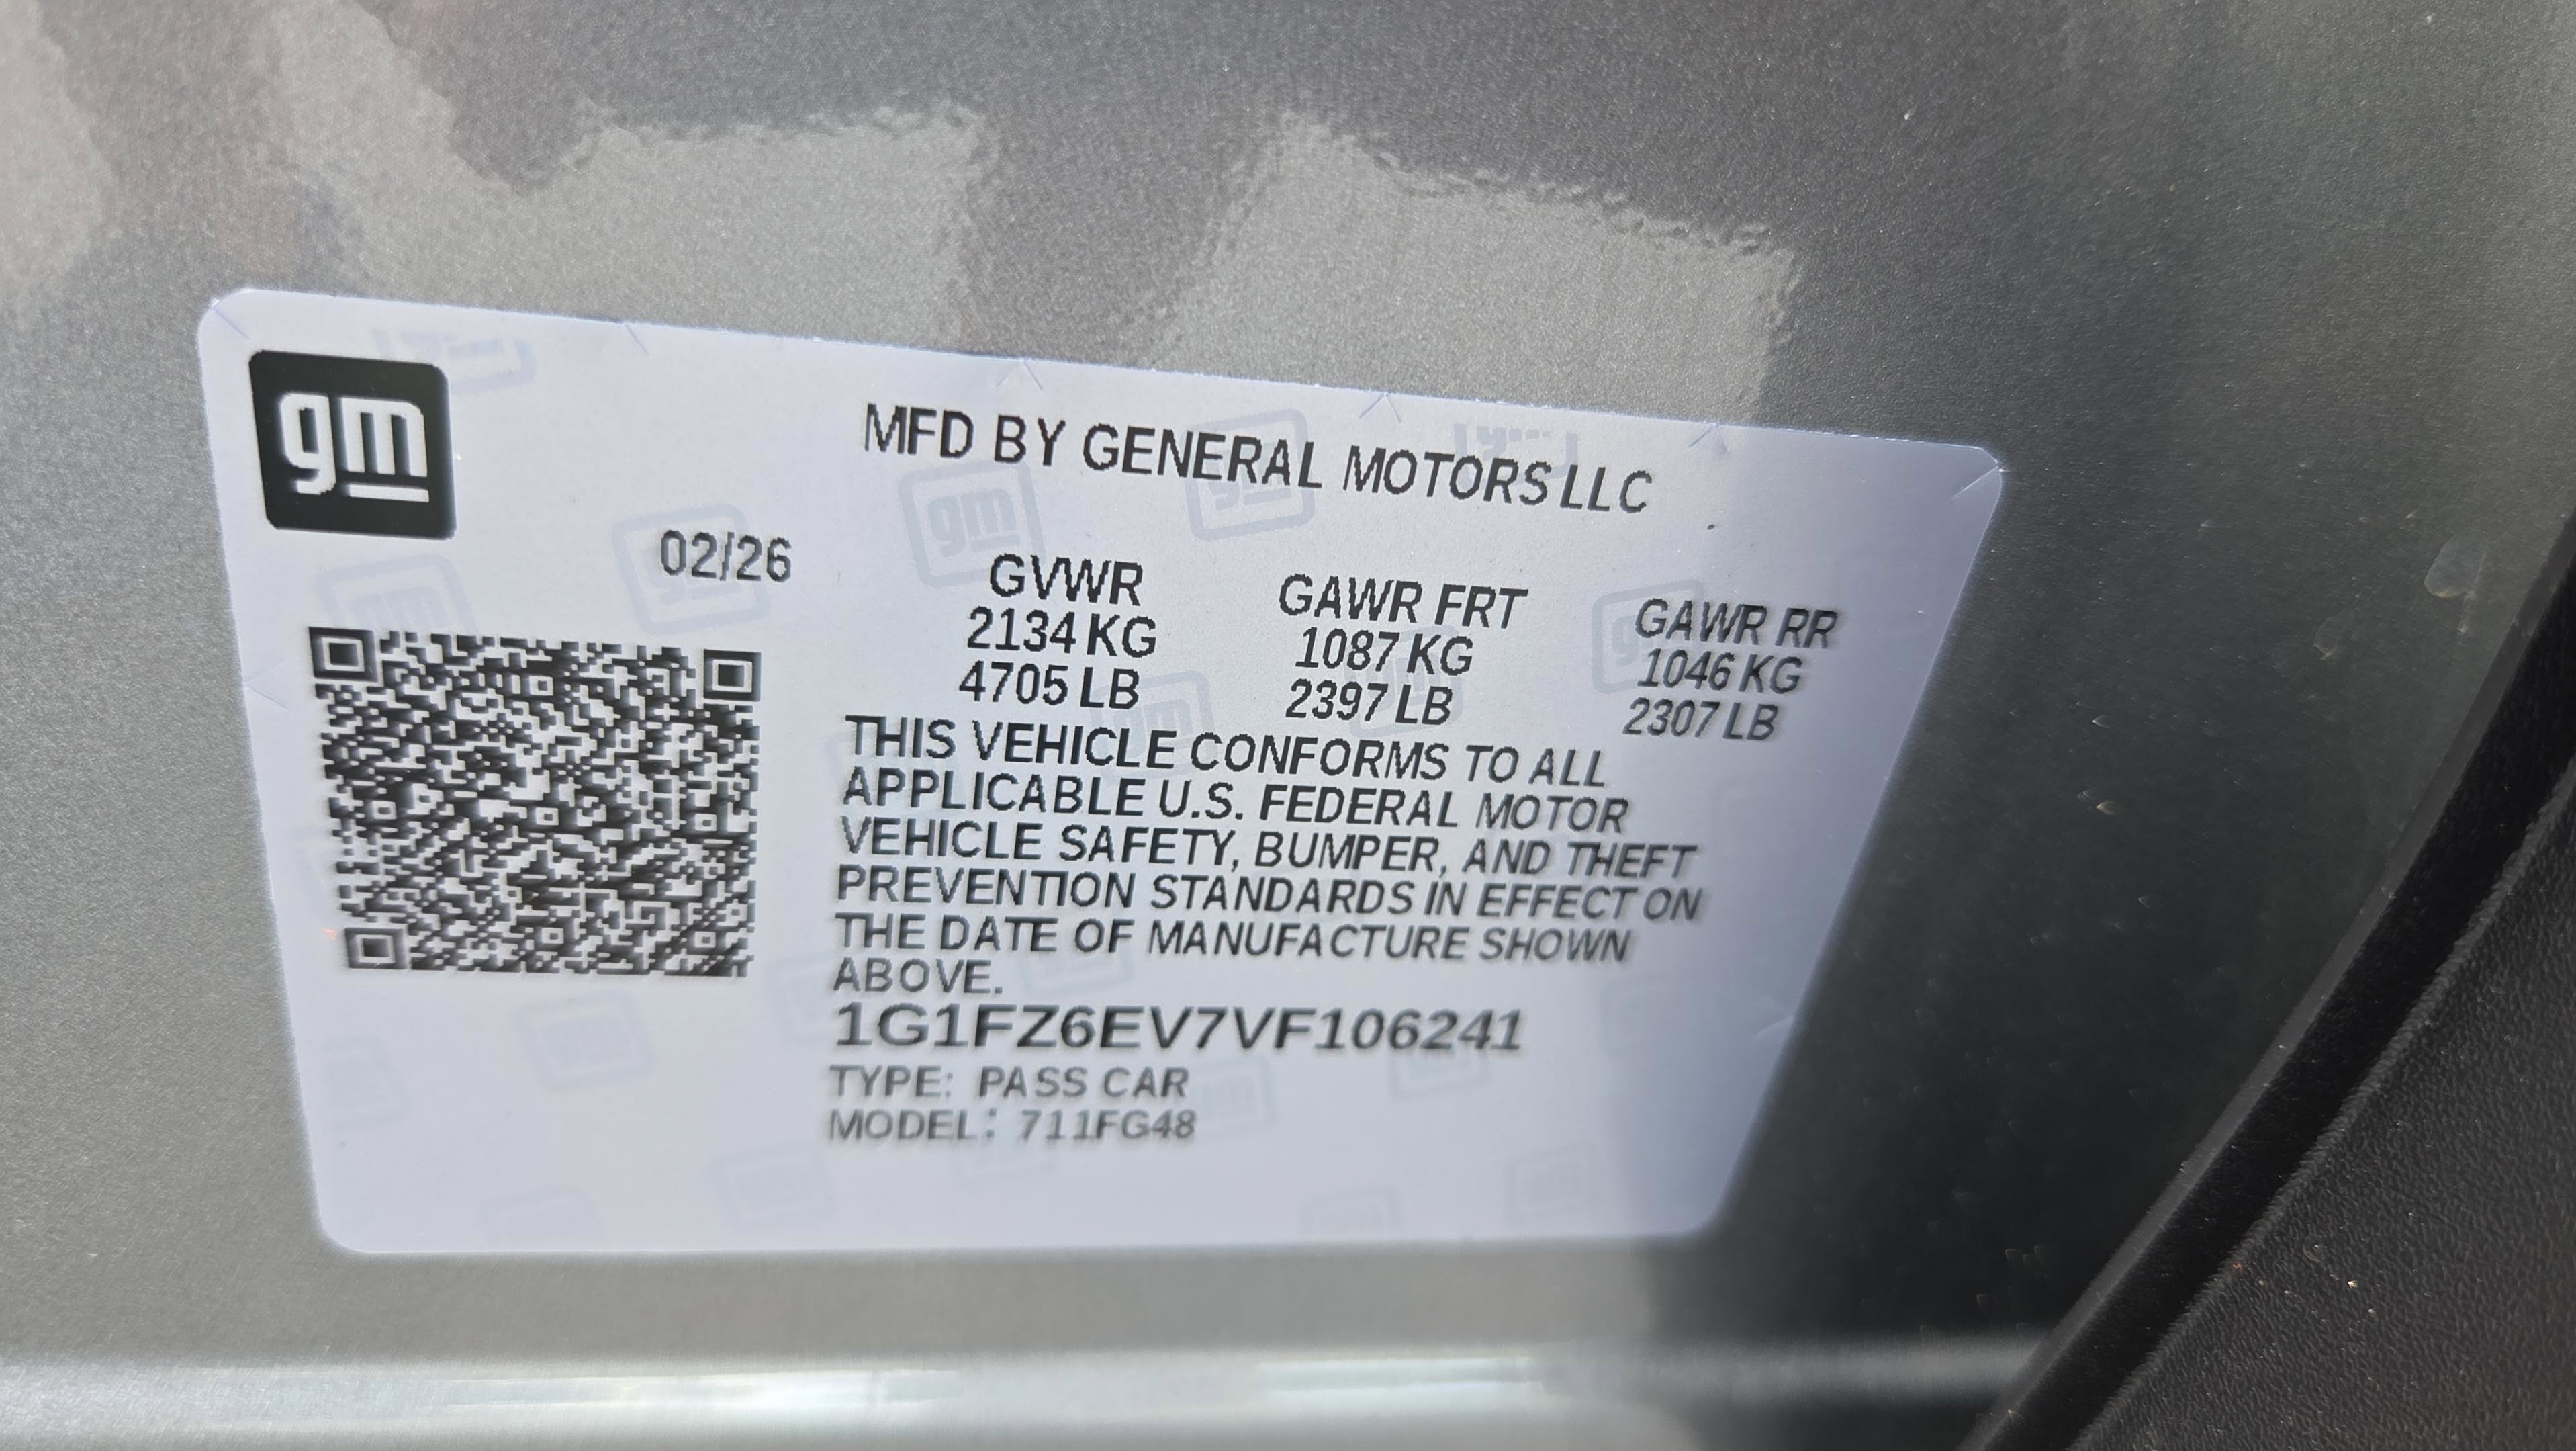 gm
MFD BY GENERAL MOTORS LLC
02/26
GVWR GAWR FRT GAWR RR
2134 KG 1087 KG 1046 KG
4705 LB 2397 LB 2307 LB
THIS VEHICLE CONFORMS TO ALL
APPLICABLE U.S. FEDERAL MOTOR
VEHICLE SAFETY, BUMPER, AND THEFT
PREVENTION STANDARDS IN EFFECT ON
THE DATE OF MANUFACTURE SHOWN
ABOVE.
1G1FZ6EV7VF106241
TYPE: PASS CAR
MODEL: 711FG48